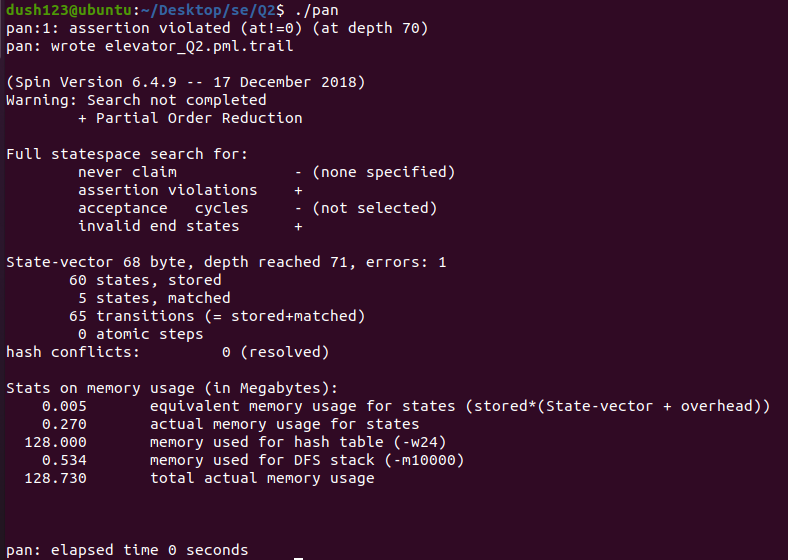 dush123@ubuntu:~/Desktop/se/Q2$ ./pan
pan:1: assertion violated (at!=0) (at depth 70)
pan: wrote elevator_Q2.pml.trail
(Spin Version 6.4.9 -- 17 December 2018)
Warning: Search not completed
+ Partial Order Reduction
Full statespace search for:
never claim - (none specified)
assertion violations +
acceptance cycles - (not selected)
invalid end states +
State-vector 68 byte, depth reached 71, errors: 1
60 states, stored
5 states, matched
65 transitions (= stored+matched)
0 atomic steps
hash conflicts: 0 (resolved)
Stats on memory usage (in Megabytes):
0.005 equivalent memory usage for states (stored*(State-vector + overhead))
0.270 actual memory usage for states
128.000 memory used for hash table (-w24)
0.534 memory used for DFS stack (-m10000)
128.730 total actual memory usage
pan: elapsed time 0 seconds